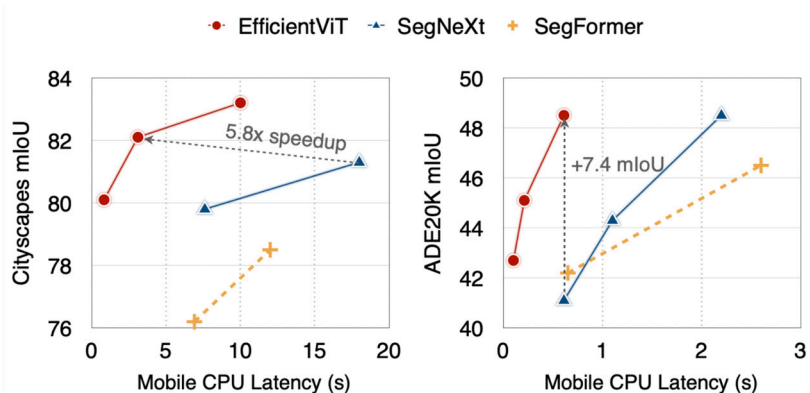 EfficientViT SegNeXt SegFormer
84
82
80
78
76
Cityscapes mIoU
5.8x speedup
0 5 10 15 20
Mobile CPU Latency (s)
50
48
46
44
42
40
ADE20K mIoU
+7.4 mIoU
0 1 2 3
Mobile CPU Latency (s)